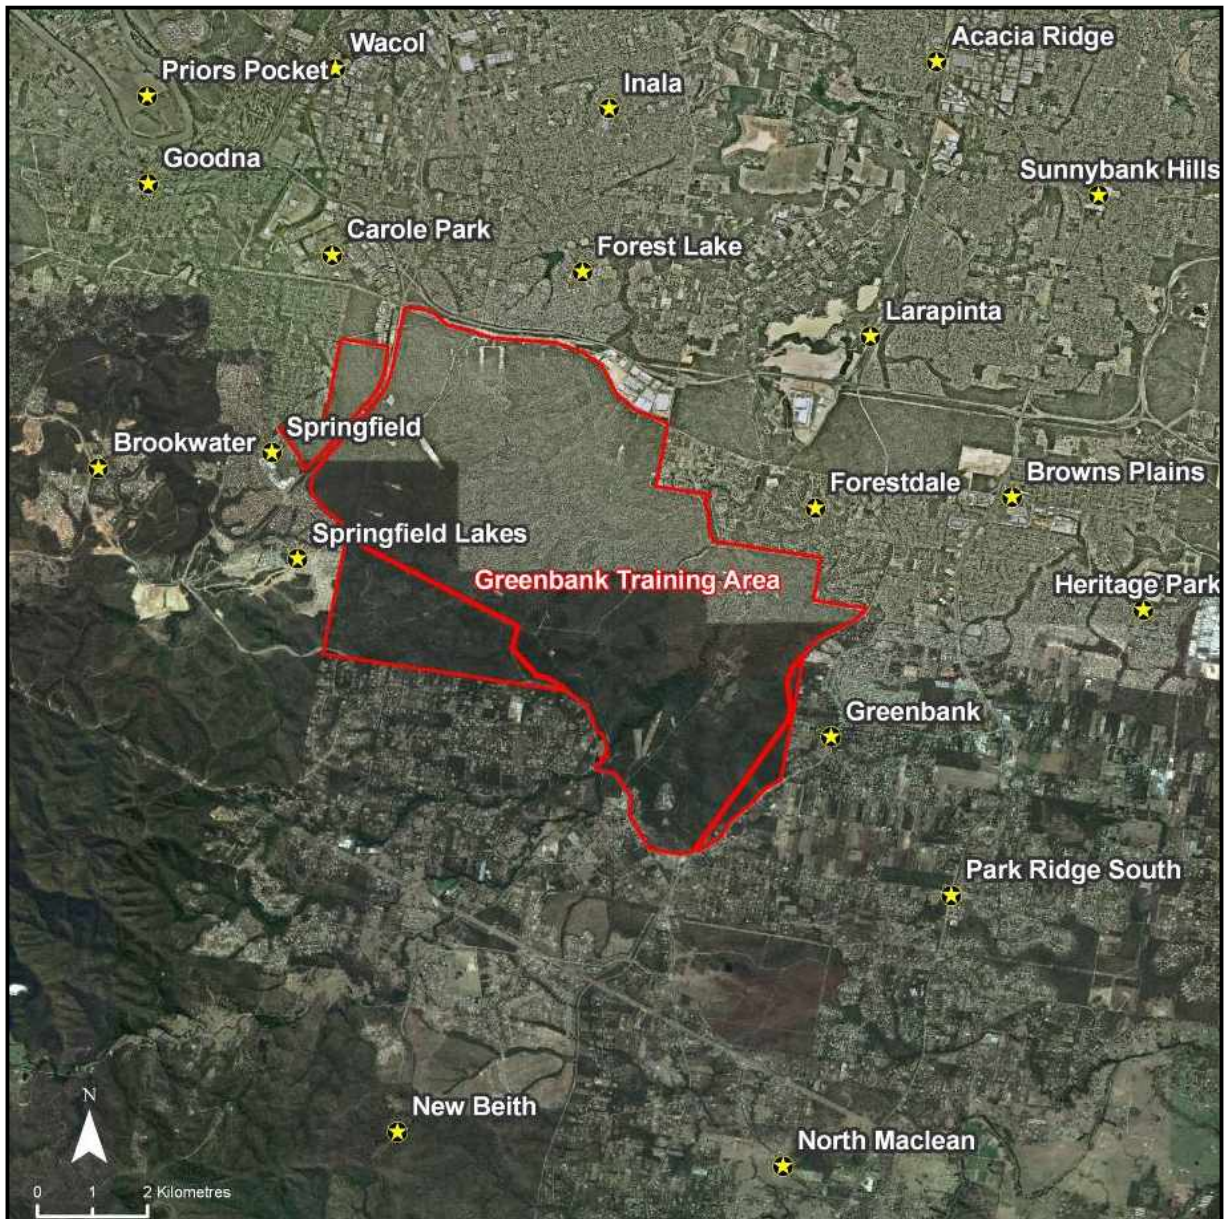 Wacol
Acacia Ridge
Priors Pocket
Inala
Goodna
Sunnybank Hills
Carole Park
Forest Lake
Larapinta
Springfield
Brookwater
Browns Plains
Forestdale
Springfield Lakes
Greenbank Training Area
Heritage Park
Greenbank
Park Ridge South
N
New Beith
North Maclean
0 1 2 Kilometres